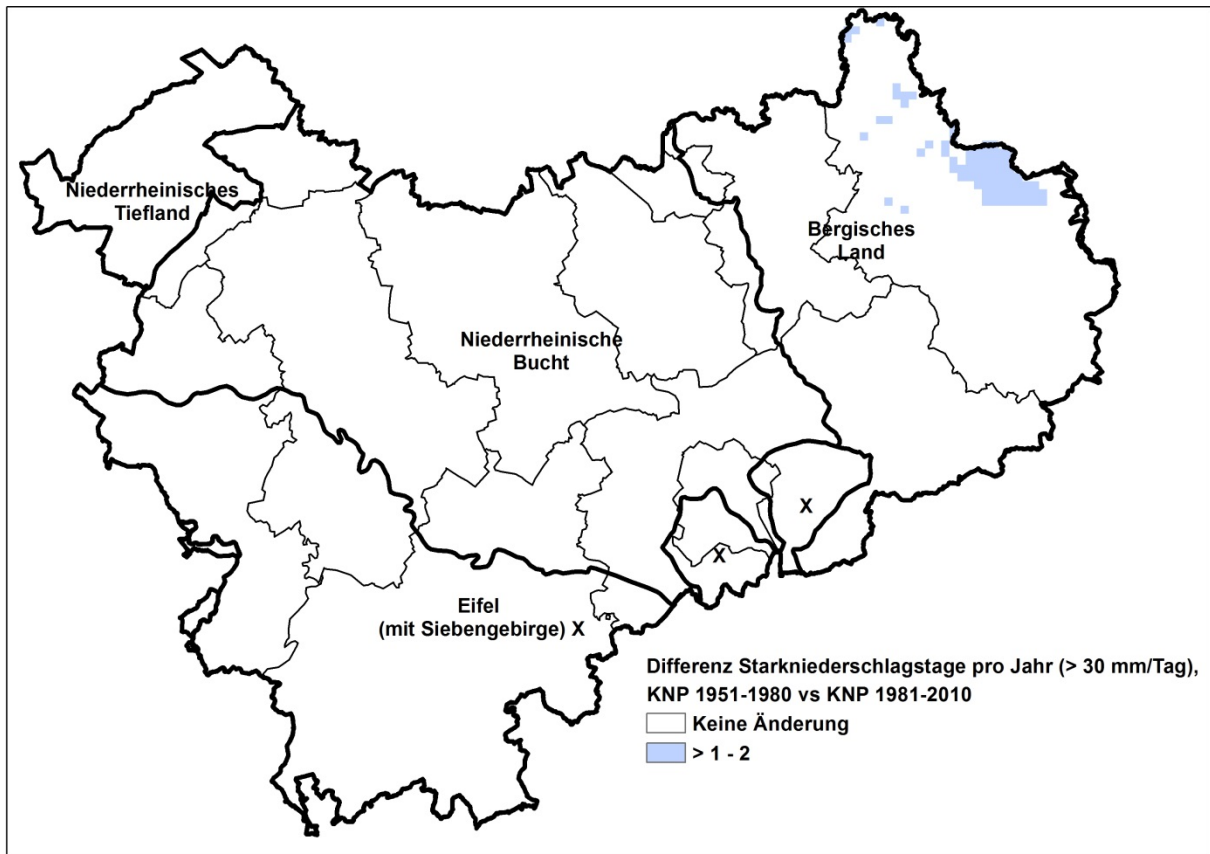 Niederrheinisches
Tiefland
Bergisches
Land
Niederrheinische
Bucht
X
X
Eifel
(mit Siebengebirge) X
Differenz Starkniederschlagstage pro Jahr (> 30 mm/Tag),
KNP 1951-1980 vs KNP 1981-2010
Keine Änderung
> 1 - 2